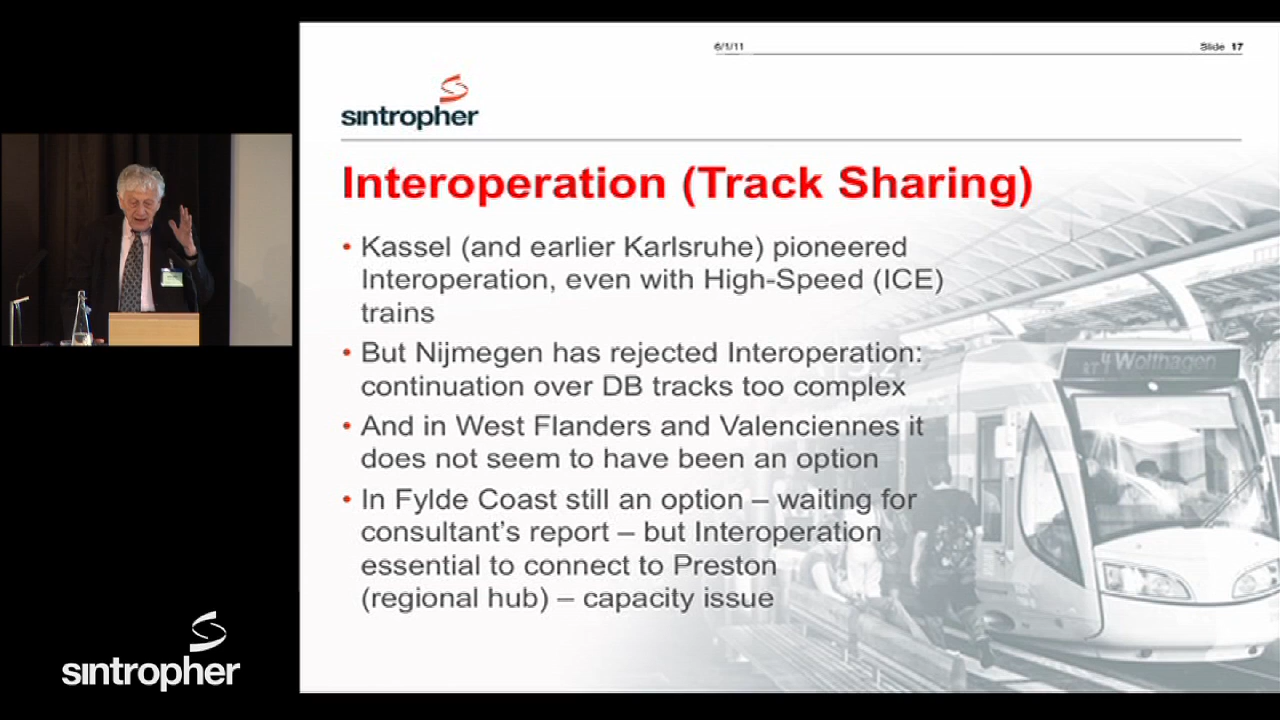 6/1/11
Slide 17
sintropher
Interoperation (Track Sharing)
• Kassel (and earlier Karlsruhe) pioneered
Interoperation, even with High-Speed (ICE)
trains
• But Nijmegen has rejected Interoperation:
continuation over DB tracks too complex
• And in West Flanders and Valenciennes it
does not seem to have been an option
• In Fylde Coast still an option – waiting for
consultant's report – but Interoperation
essential to connect to Preston
(regional hub) – capacity issue
RT4 Wolfhagen
sintropher